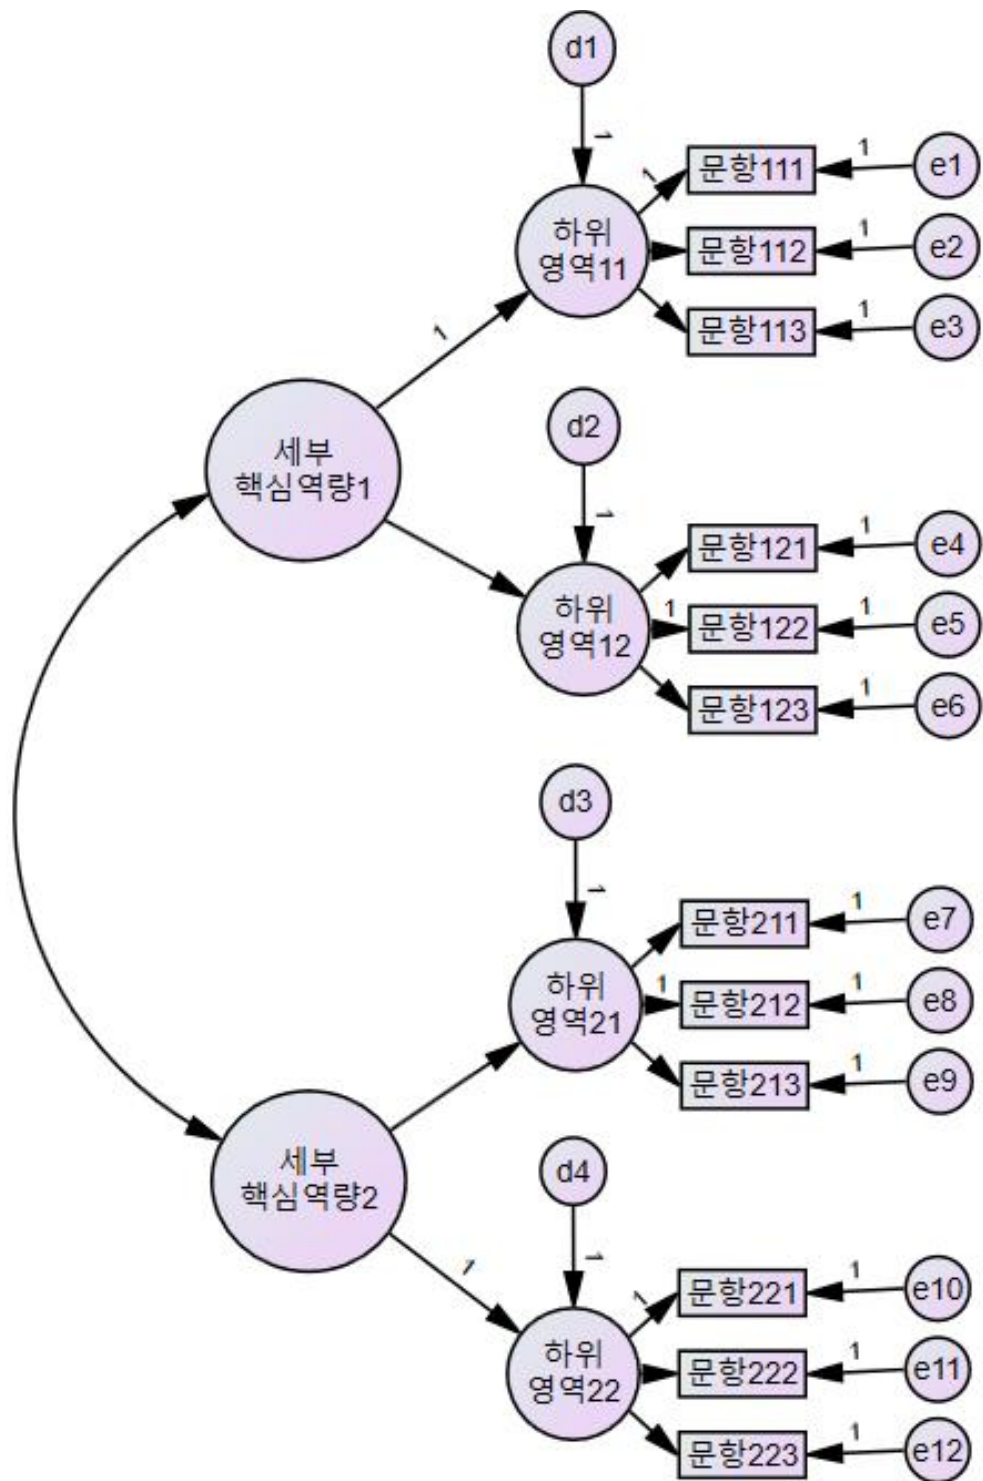 d1
1
1
문항111
1
e1
하위
영역11
문항112
1
e2
문항113
1
e3
1
세부
핵심역량1
d2
1
문항121
1
e4
하위
영역12
1
문항122
1
e5
문항123
1
e6
d3
1
문항211
1
e7
하위
영역21
1
문항212
1
e8
문항213
1
e9
세부
핵심역량2
1
d4
1
1
문항221
1
e10
하위
영역22
문항222
1
e11
문항223
1
e12